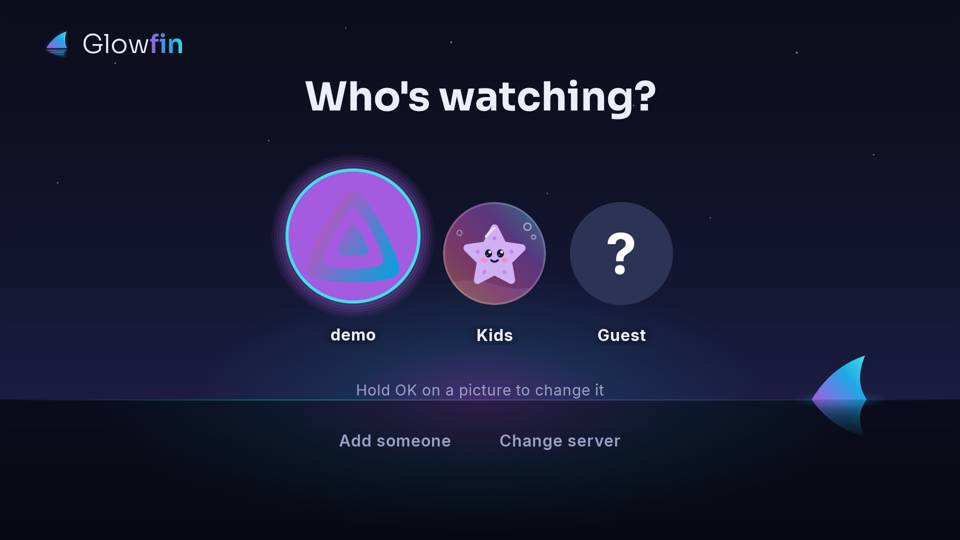 Glowfin
Who's watching?
?
demo
Kids
Guest
Hold OK on a picture to change it
Add someone
Change server